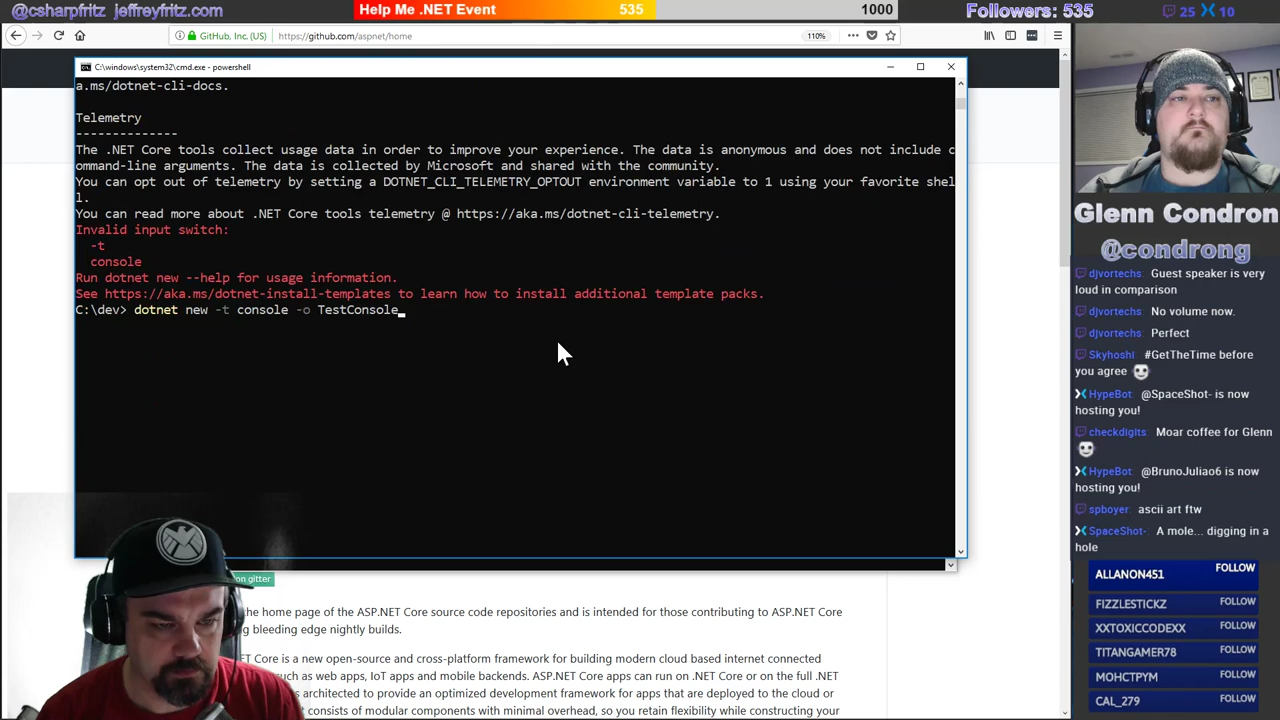 @csharpfritz jeffreyfritz.com
Help Me .NET Event 535 1000
Followers: 535 25 10
GitHub, Inc. (US) https://github.com/aspnet/home 110%
C:\windows\system32\cmd.exe - powershell
a.ms/dotnet-cli-docs.
Telemetry
--------------
The .NET Core tools collect usage data in order to improve your experience. The data is anonymous and does not include c
ommand-line arguments. The data is collected by Microsoft and shared with the community.
You can opt out of telemetry by setting a DOTNET_CLI_TELEMETRY_OPTOUT environment variable to 1 using your favorite shel
l.
You can read more about .NET Core tools telemetry @ https://aka.ms/dotnet-cli-telemetry.
Invalid input switch:
-t
console
Run dotnet new --help for usage information.
See https://aka.ms/dotnet-install-templates to learn how to install additional template packs.
C:\dev> dotnet new -t console -o TestConsole_
on gitter
the home page of the ASP.NET Core source code repositories and is intended for those contributing to ASP.NET Core
bleeding edge nightly builds.
ET Core is a new open-source and cross-platform framework for building modern cloud based internet connected
such as web apps, IoT apps and mobile backends. ASP.NET Core apps can run on .NET Core or on the full .NET
s architected to provide an optimized development framework for apps that are deployed to the cloud or
consists of modular components with minimal overhead, so you retain flexibility while constructing your
Glenn Condron
@condrong
djvortechs Guest speaker is very
loud in comparison
djvortechs No volume now.
djvortechs Perfect
Skyhoshi #GetTheTime before
you agree
HypeBot @SpaceShot- is now
hosting you!
checkdigits Moar coffee for Glenn
HypeBot @BrunoJuliao6 is now
hosting you!
spboyer ascii art ftw
SpaceShot- A mole... digging in a
hole
ALLANON451 FOLLOW
FIZZLESTICKZ FOLLOW
XXTOXICCODEXX FOLLOW
TITANGAMER78 FOLLOW
MOHCTPYM FOLLOW
CAL_279 FOLLOW